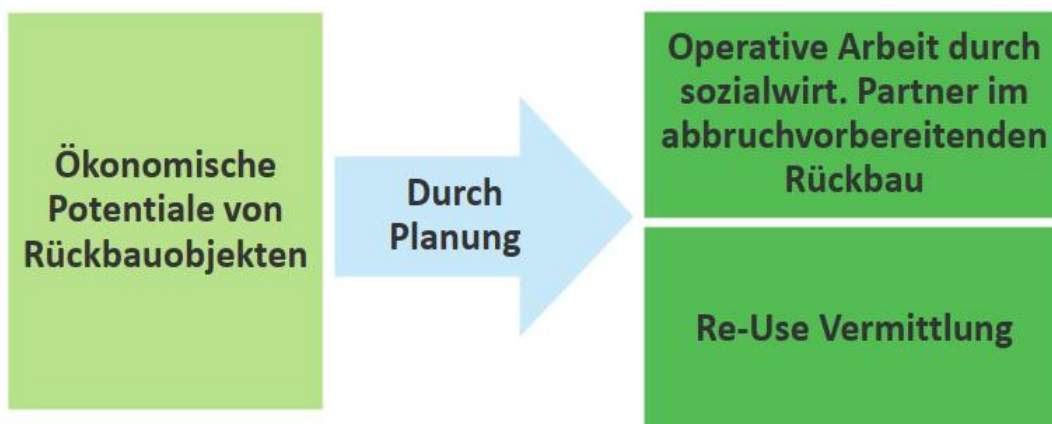 Ökonomische
Potentiale von
Rückbauobjekten
Durch
Planung
Operative Arbeit durch
sozialwirt. Partner im
abbruchvorbereitenden
Rückbau
Re-Use Vermittlung